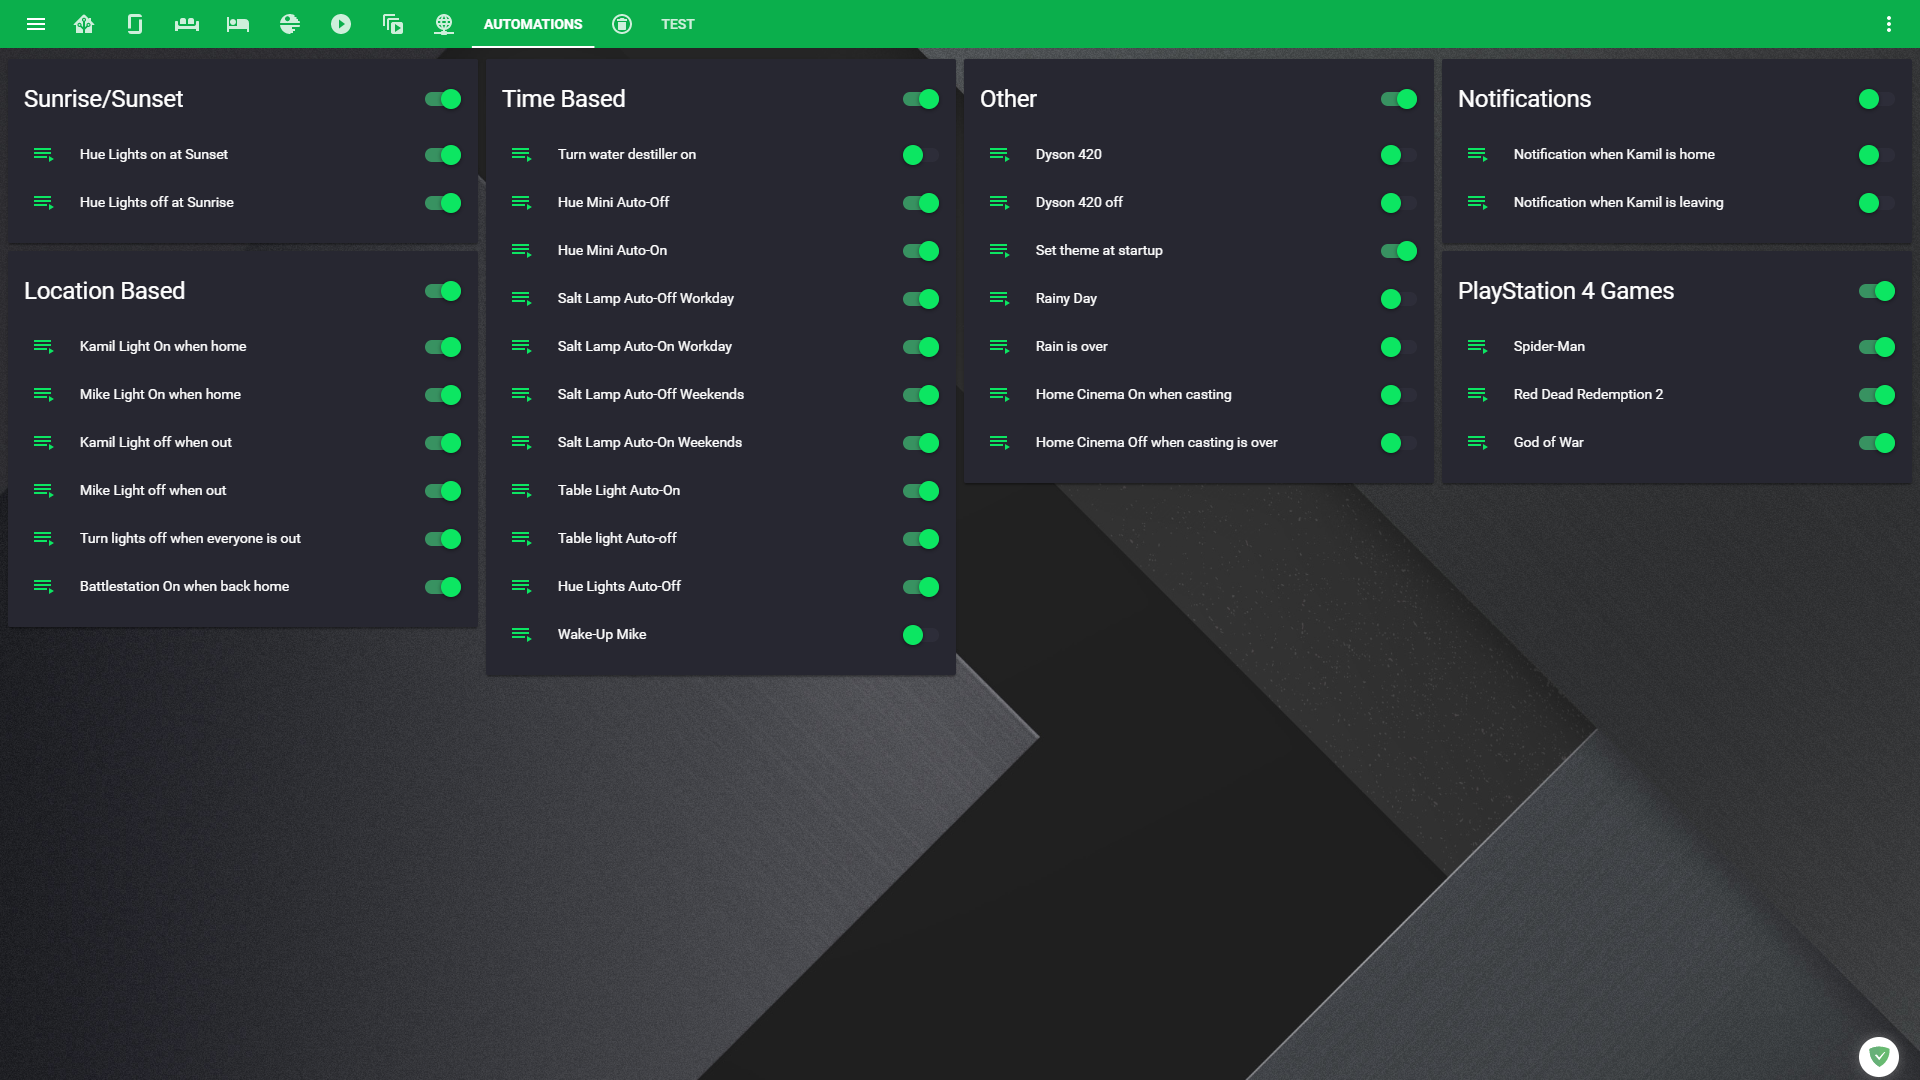 AUTOMATIONS
TEST
Sunrise/Sunset
Hue Lights on at Sunset
Hue Lights off at Sunrise
Location Based
Kamil Light On when home
Mike Light On when home
Kamil Light off when out
Mike Light off when out
Turn lights off when everyone is out
Battlestation On when back home
Time Based
Turn water destiller on
Hue Mini Auto-Off
Hue Mini Auto-On
Salt Lamp Auto-Off Workday
Salt Lamp Auto-On Workday
Salt Lamp Auto-Off Weekends
Salt Lamp Auto-On Weekends
Table Light Auto-On
Table light Auto-off
Hue Lights Auto-Off
Wake-Up Mike
Other
Dyson 420
Dyson 420 off
Set theme at startup
Rainy Day
Rain is over
Home Cinema On when casting
Home Cinema Off when casting is over
Notifications
Notification when Kamil is home
Notification when Kamil is leaving
PlayStation 4 Games
Spider-Man
Red Dead Redemption 2
God of War